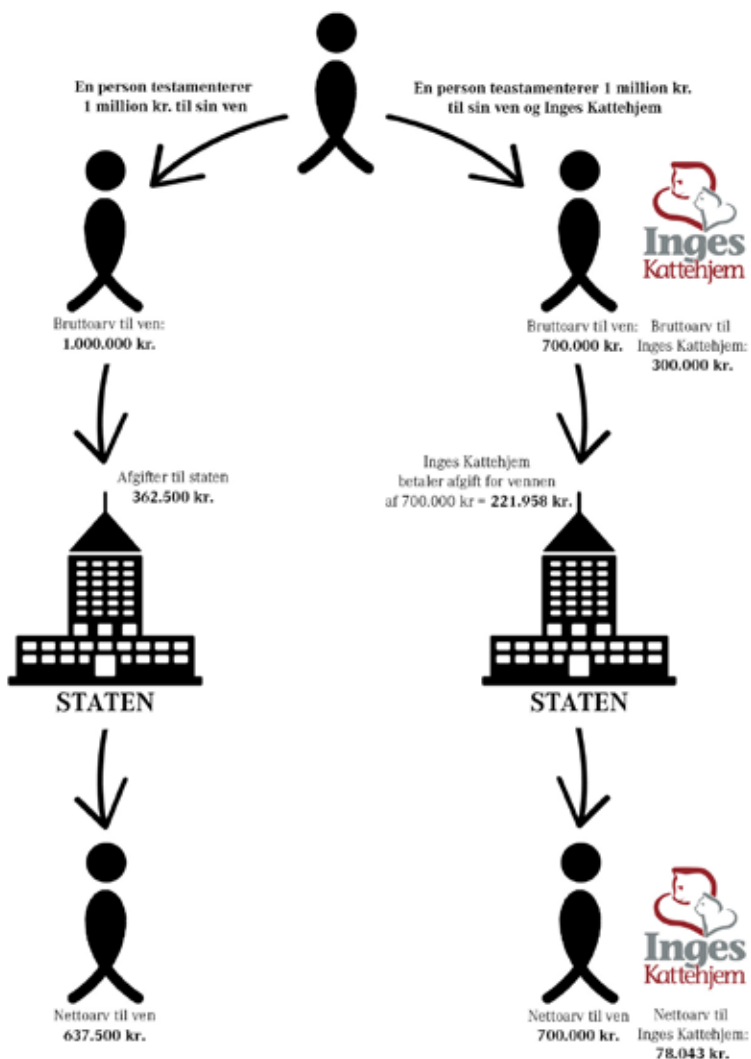 En person testamenterer
1 million kr. til sin ven
En person teastamenterer 1 million kr.
til sin ven og Inges Kattehjem
Inges
Kattehjem
Bruttoarv til ven:
1.000.000 kr.
Bruttoarv til ven:
700.000 kr.
Bruttoarv til
Inges Kattehjem:
300.000 kr.
Afgifter til staten
362.500 kr.
Inges Kattehjem
betaler afgift for vennen
af 700.000 kr = 221.958 kr.
STATEN
STATEN
Inges
Kattehjem
Nettoarv til ven
637.500 kr.
Nettoarv til ven
700.000 kr.
Nettoarv til
Inges Kattehjem:
78.043 kr.